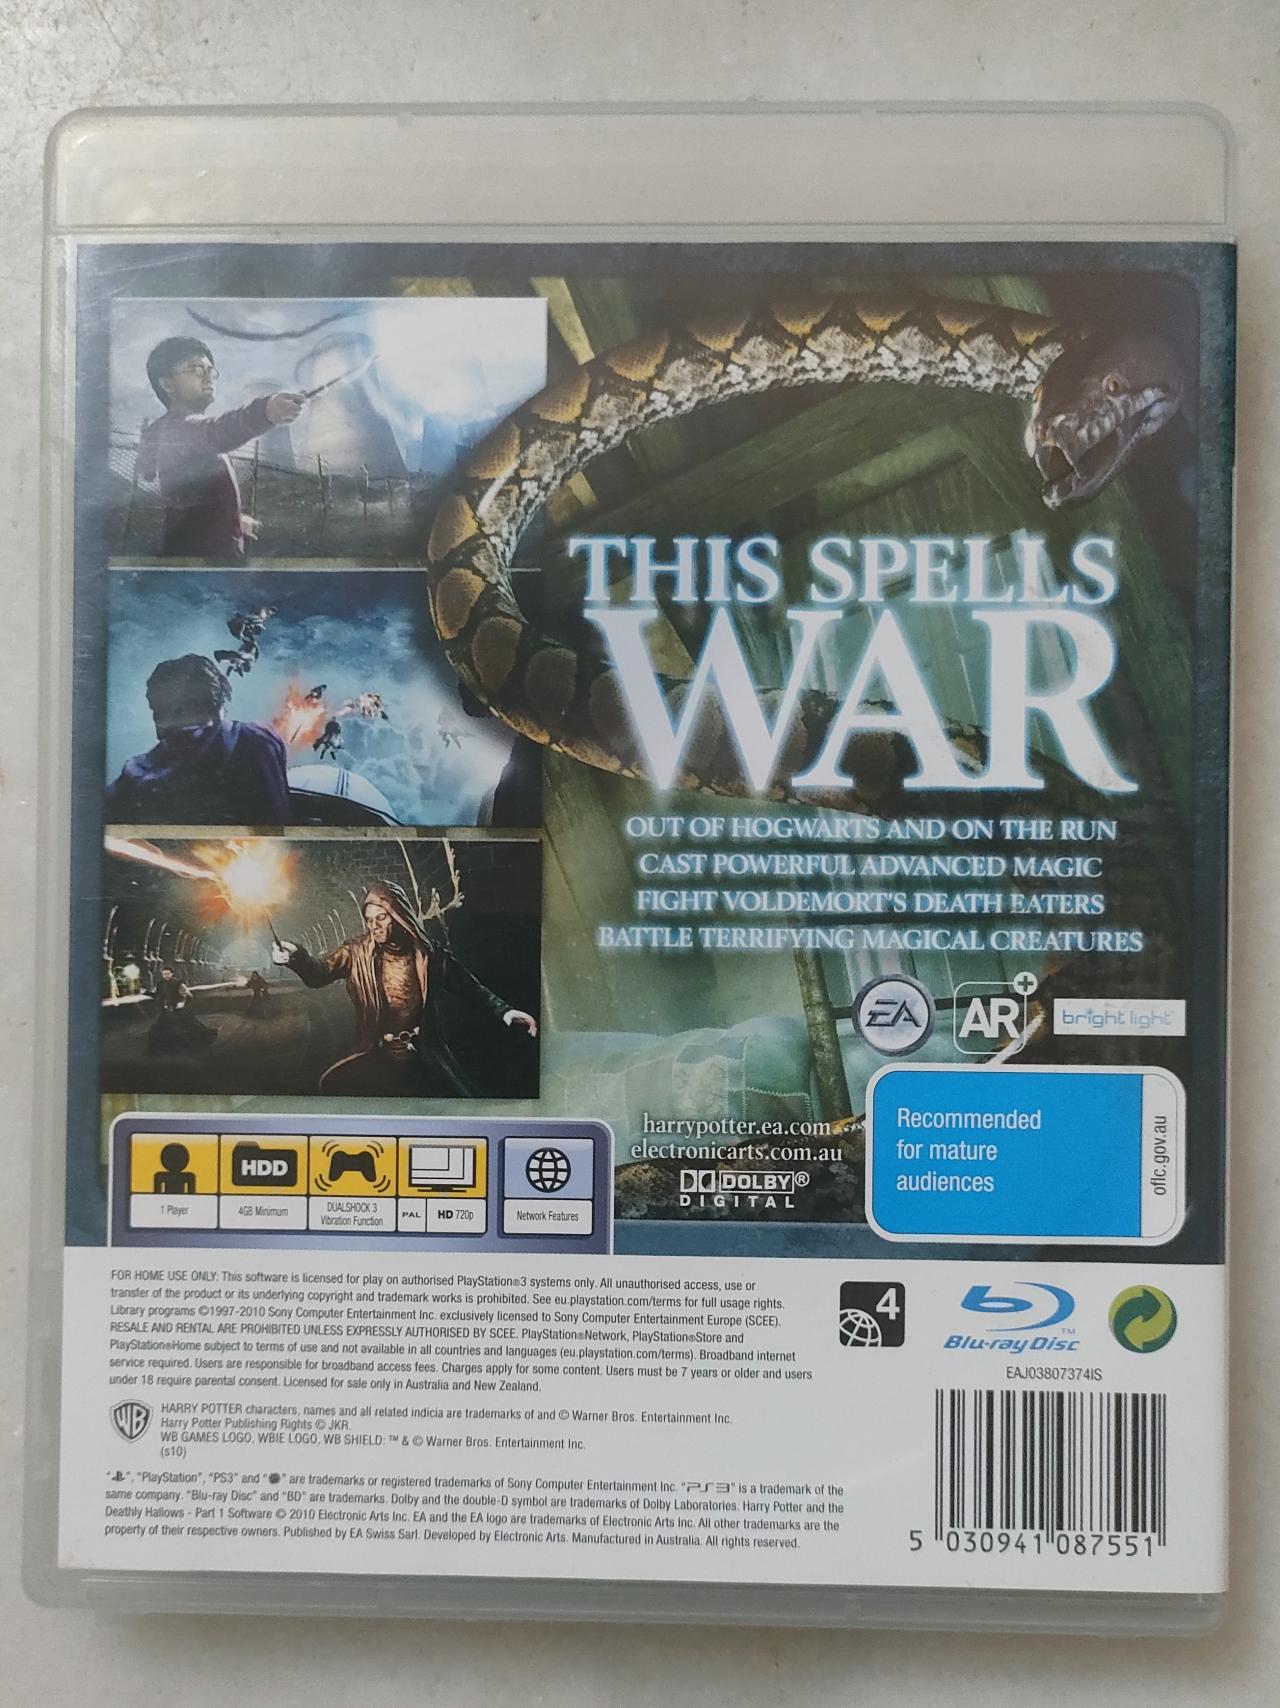 THIS SPELLS
WAR
OUT OF HOGWARTS AND ON THE RUN
CAST POWERFUL ADVANCED MAGIC
FIGHT VOLDEMORT'S DEATH EATERS
BATTLE TERRIFYING MAGICAL CREATURES
EA
AR+
bright light™
Recommended
for mature
audiences
oflc.gov.au
harrypotter.ea.com
electronicarts.com.au
DOLBY®
DIGITAL
HDD
1 Player
4GB Minimum
DUALSHOCK 3
Vibration Function
PAL
HD 720p
Network Features
FOR HOME USE ONLY: This software is licensed for play on authorised PlayStation®3 systems only. All unauthorised access, use or
transfer of the product or its underlying copyright and trademark works is prohibited. See eu.playstation.com/terms for full usage rights.
Library programs ©1997-2010 Sony Computer Entertainment Inc. exclusively licensed to Sony Computer Entertainment Europe (SCEE).
RESALE AND RENTAL ARE PROHIBITED UNLESS EXPRESSLY AUTHORISED BY SCEE. PlayStation®Network, PlayStation®Store and
PlayStation®Home subject to terms of use and not available in all countries and languages (eu.playstation.com/terms). Broadband internet
service required. Users are responsible for broadband access fees. Charges apply for some content. Users must be 7 years or older and users
under 18 require parental consent. Licensed for sale only in Australia and New Zealand.
4
Blu-ray Disc™
EAJ03807374IS
WB
HARRY POTTER characters, names and all related indicia are trademarks of and © Warner Bros. Entertainment Inc.
Harry Potter Publishing Rights © JKR.
WB GAMES LOGO, WBIE LOGO, WB SHIELD: ™ & © Warner Bros. Entertainment Inc.
(s10)
"", "PlayStation", "PS3" and "" are trademarks or registered trademarks of Sony Computer Entertainment Inc. "PS3" is a trademark of the
same company. "Blu-ray Disc" and "BD" are trademarks. Dolby and the double-D symbol are trademarks of Dolby Laboratories. Harry Potter and the
Deathly Hallows - Part 1 Software © 2010 Electronic Arts Inc. EA and the EA logo are trademarks of Electronic Arts Inc. All other trademarks are the
property of their respective owners. Published by EA Swiss Sarl. Developed by Electronic Arts. Manufactured in Australia. All rights reserved.
5 030941 087551